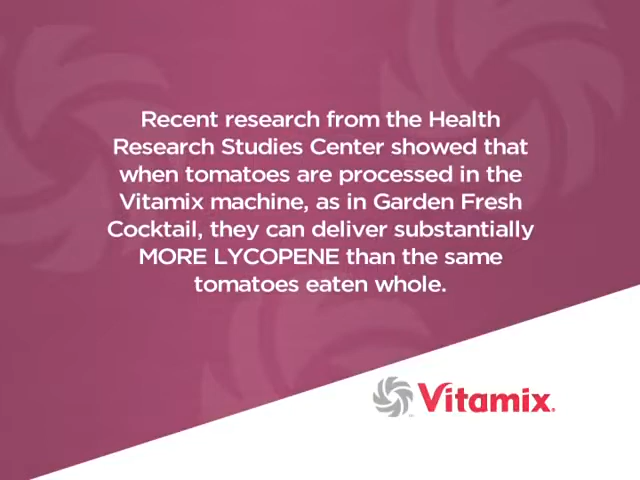 Recent research from the Health
Research Studies Center showed that
when tomatoes are processed in the
Vitamix machine, as in Garden Fresh
Cocktail, they can deliver substantially
MORE LYCOPENE than the same
tomatoes eaten whole.
Vitamix.